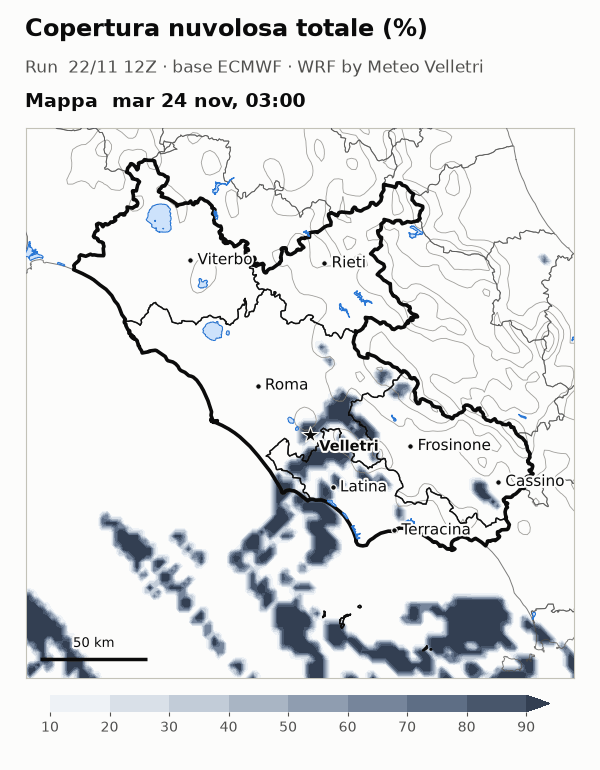 Copertura nuvolosa totale (%)
Run  22/11 12Z · base ECMWF · WRF by Meteo Velletri
Mappa  mar 24 nov, 03:00
Viterbo
Rieti
Roma
Velletri
Frosinone
Latina
Cassino
Terracina
50 km
10 20 30 40 50 60 70 80 90